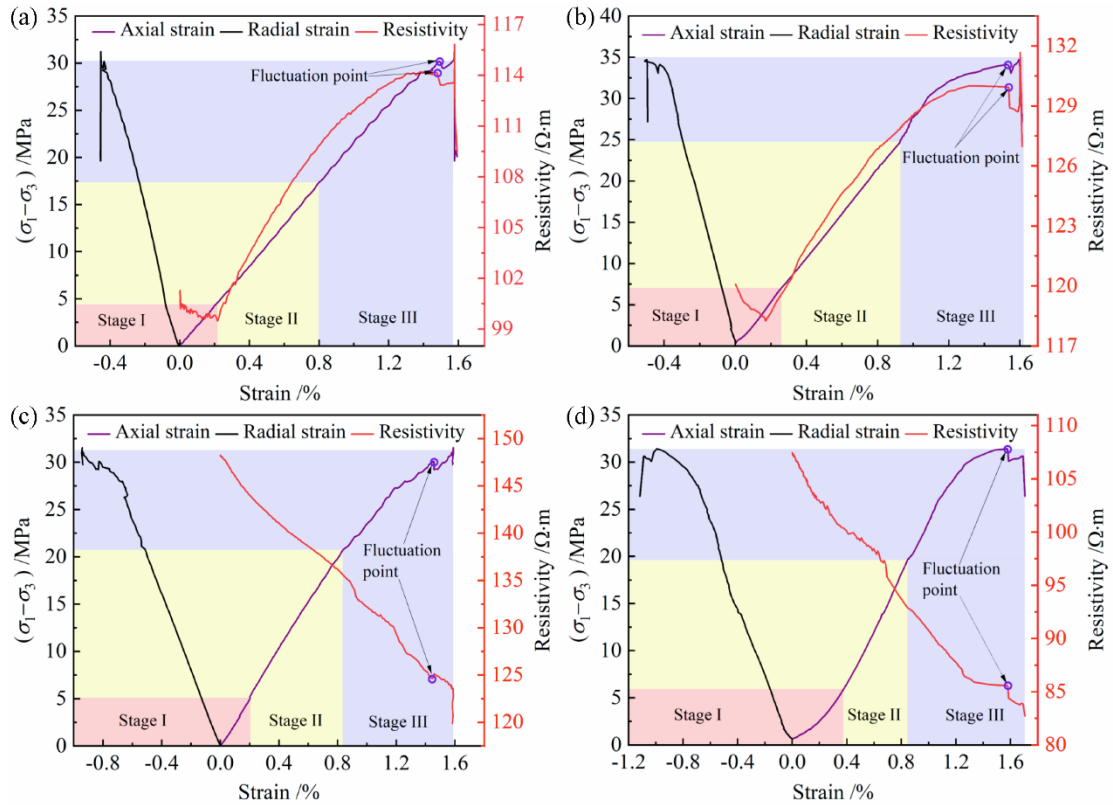 (a)
Axial strain Radial strain Resistivity
Fluctuation point
Stage I Stage II Stage III
(σ₁−σ₃) /MPa
0 5 10 15 20 25 30 35
Resistivity /Ω·m
99 102 105 108 111 114 117
-0.4 0.0 0.4 0.8 1.2 1.6
Strain /%
(b)
Axial strain Radial strain Resistivity
Fluctuation point
Stage I Stage II Stage III
(σ₁−σ₃) /MPa
0 5 10 15 20 25 30 35 40
Resistivity /Ω·m
117 120 123 126 129 132
-0.4 0.0 0.4 0.8 1.2 1.6
Strain /%
(c)
Axial strain Radial strain Resistivity
Fluctuation
point
Stage I Stage II Stage III
(σ₁−σ₃) /MPa
0 5 10 15 20 25 30 35
Resistivity /Ω·m
120 125 130 135 140 145 150
-0.8 -0.4 0.0 0.4 0.8 1.2 1.6
Strain /%
(d)
Axial strain Radial strain Resistivity
Fluctuation
point
Stage I Stage II Stage III
(σ₁−σ₃) /MPa
0 5 10 15 20 25 30 35
Resistivity /Ω·m
80 85 90 95 100 105 110
-1.2 -0.8 -0.4 0.0 0.4 0.8 1.2 1.6
Strain /%